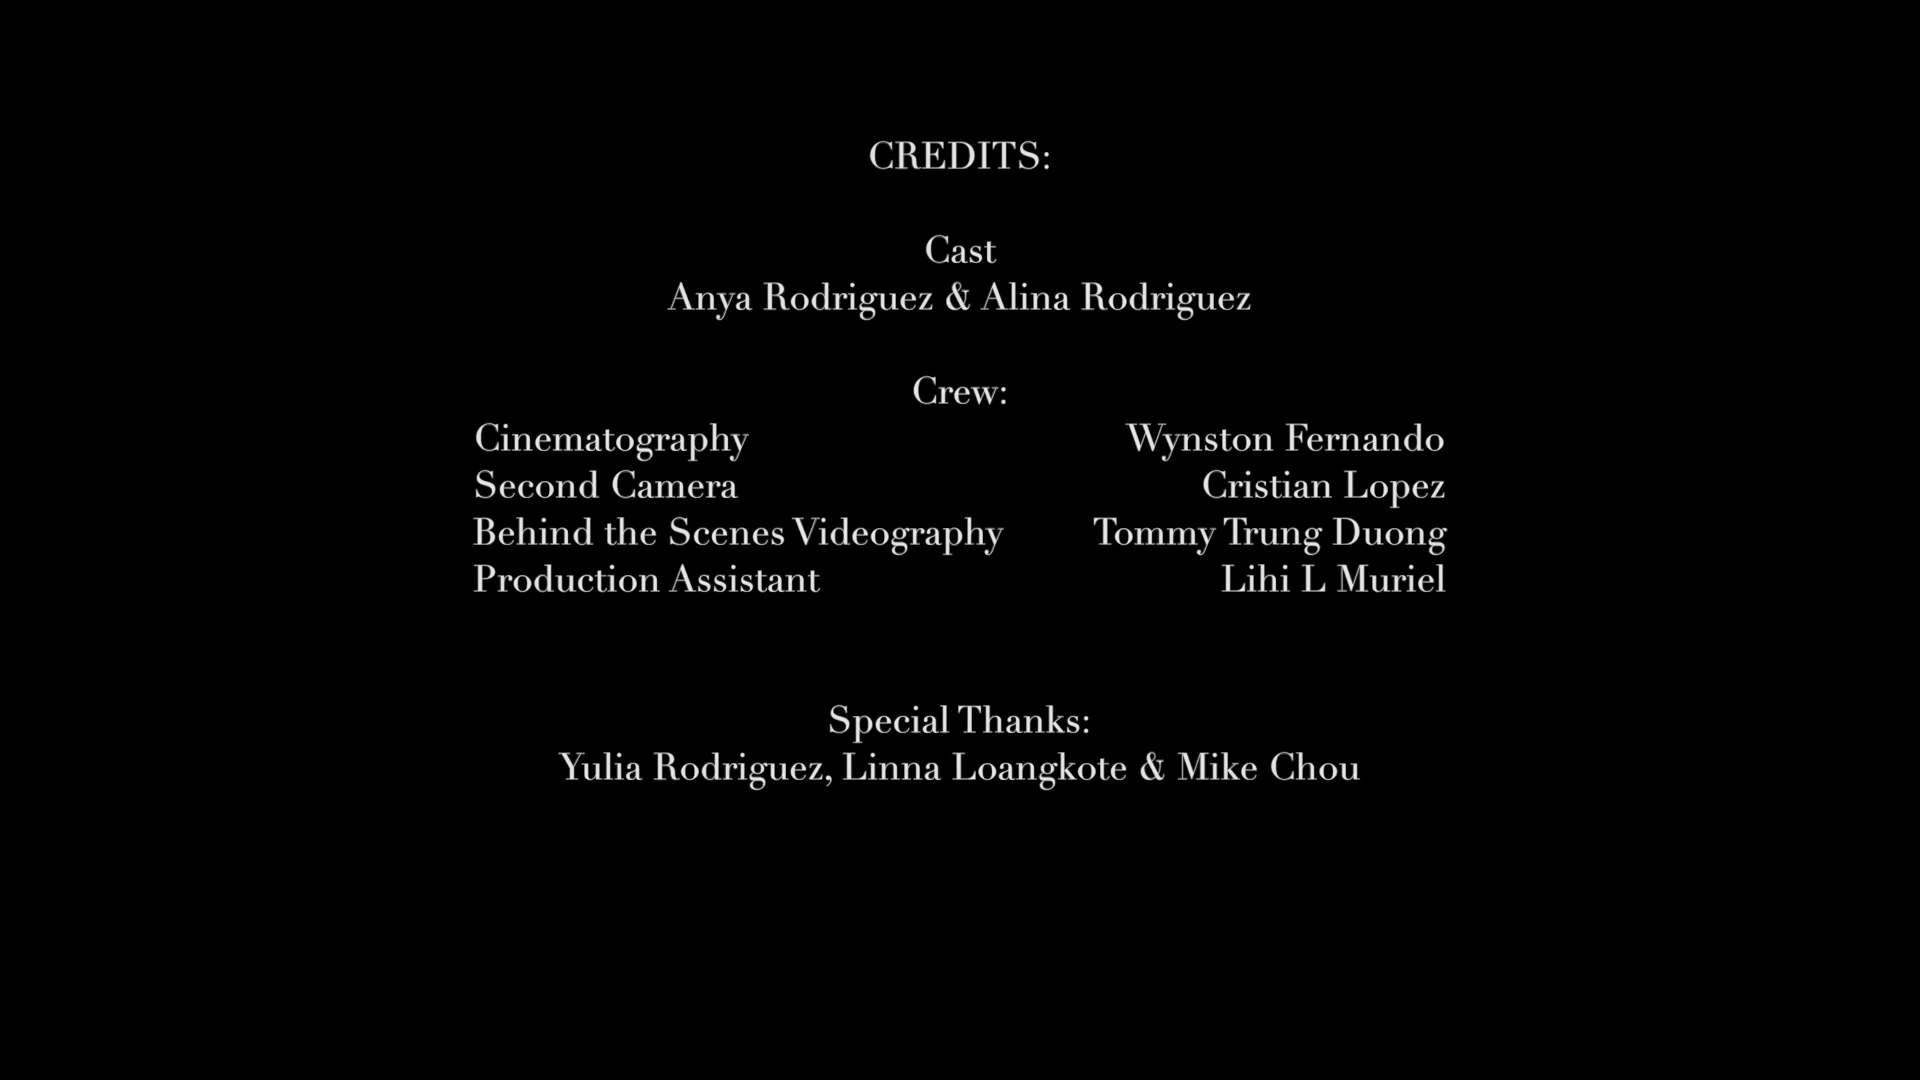 CREDITS:
Cast
Anya Rodriguez & Alina Rodriguez
Crew:
Cinematography Wynston Fernando
Second Camera Cristian Lopez
Behind the Scenes Videography Tommy Trung Duong
Production Assistant Lihi L Muriel
Special Thanks:
Yulia Rodriguez, Linna Loangkote & Mike Chou